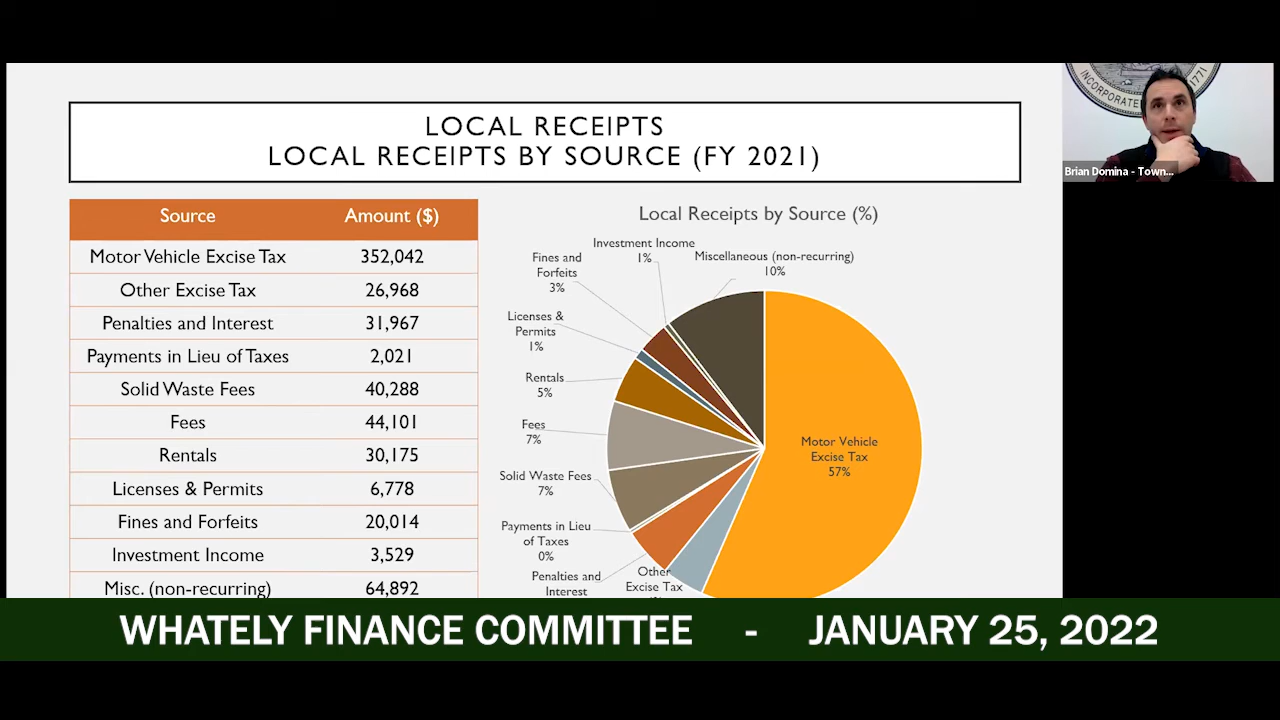 LOCAL RECEIPTS
LOCAL RECEIPTS BY SOURCE (FY 2021)
Source Amount ($)
Motor Vehicle Excise Tax 352,042
Other Excise Tax 26,968
Penalties and Interest 31,967
Payments in Lieu of Taxes 2,021
Solid Waste Fees 40,288
Fees 44,101
Rentals 30,175
Licenses & Permits 6,778
Fines and Forfeits 20,014
Investment Income 3,529
Misc. (non-recurring) 64,892
Local Receipts by Source (%)
Investment Income
1%
Miscellaneous (non-recurring)
10%
Fines and
Forfeits
3%
Licenses &
Permits
1%
Rentals
5%
Fees
7%
Solid Waste Fees
7%
Payments in Lieu
of Taxes
0%
Penalties and
Interest
Other
Excise Tax
Motor Vehicle
Excise Tax
57%
INCORPORATED 1771
Brian Domina - Town...
WHATELY FINANCE COMMITTEE - JANUARY 25, 2022